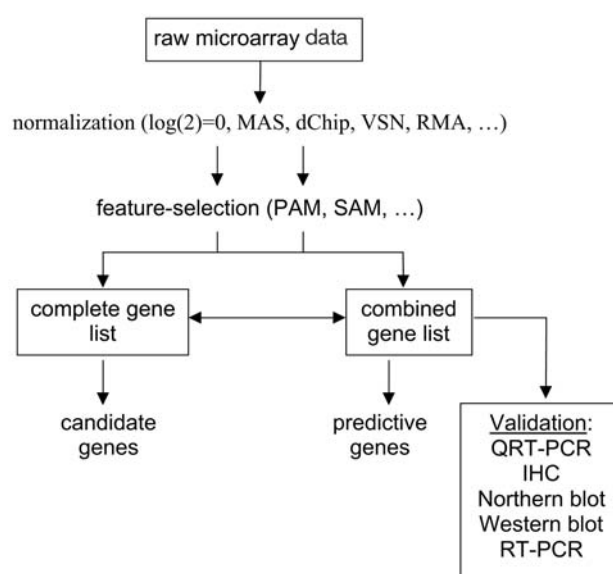 raw microarray data
normalization (log(2)=0, MAS, dChip, VSN, RMA, ...)
feature-selection (PAM, SAM, ...)
complete gene
list
combined
gene list
candidate
genes
predictive
genes
Validation:
QRT-PCR
IHC
Northern blot
Western blot
RT-PCR